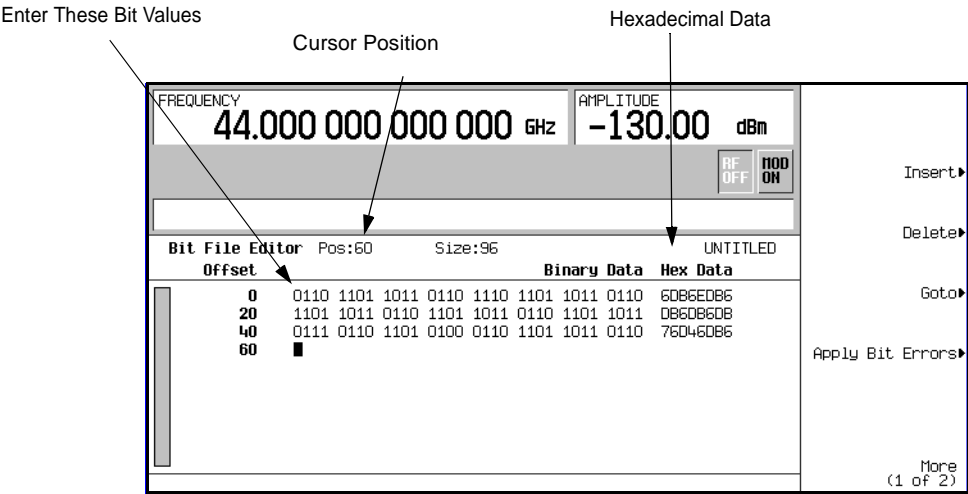 Enter These Bit Values
Hexadecimal Data
Cursor Position
FREQUENCY
44.000 000 000 000 GHz
AMPLITUDE
-130.00 dBm
RF OFF
MOD ON
Insert
Delete
Goto
Apply Bit Errors
More
(1 of 2)
Bit File Editor Pos:60 Size:96 UNTITLED
Offset Binary Data Hex Data
0 0110 1101 1011 0110 1110 1101 1011 0110 6DB6EDB6
20 1101 1011 0110 1101 1011 0110 1101 1011 DB6DB6DB
40 0111 0110 1101 0100 0110 1101 1011 0110 76D46DB6
60